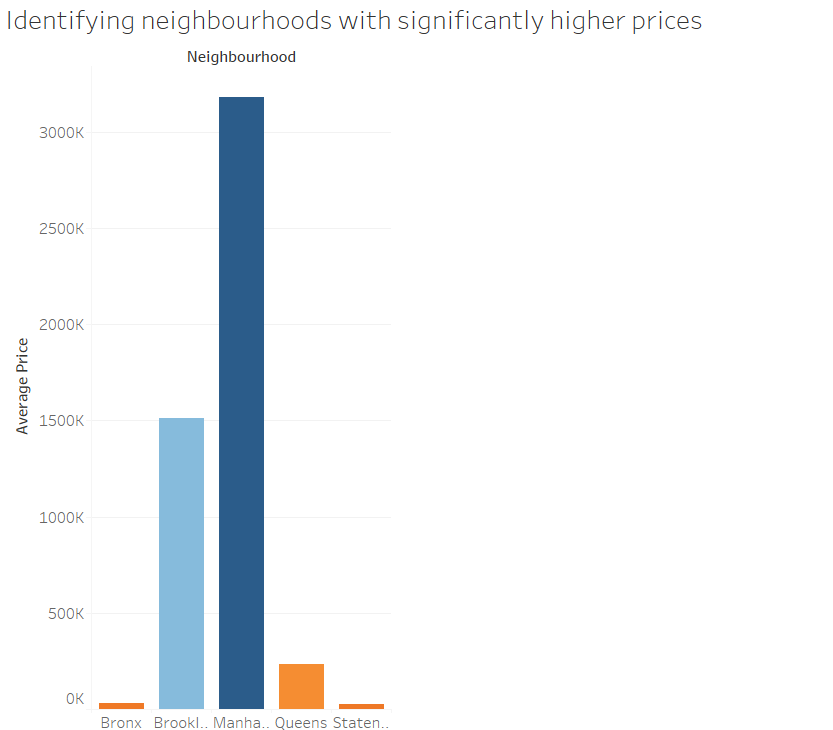 Identifying neighbourhoods with significantly higher prices
Neighbourhood
3000K
2500K
2000K
1500K
1000K
500K
0K
Average Price
Bronx Brookl.. Manha.. Queens Staten..